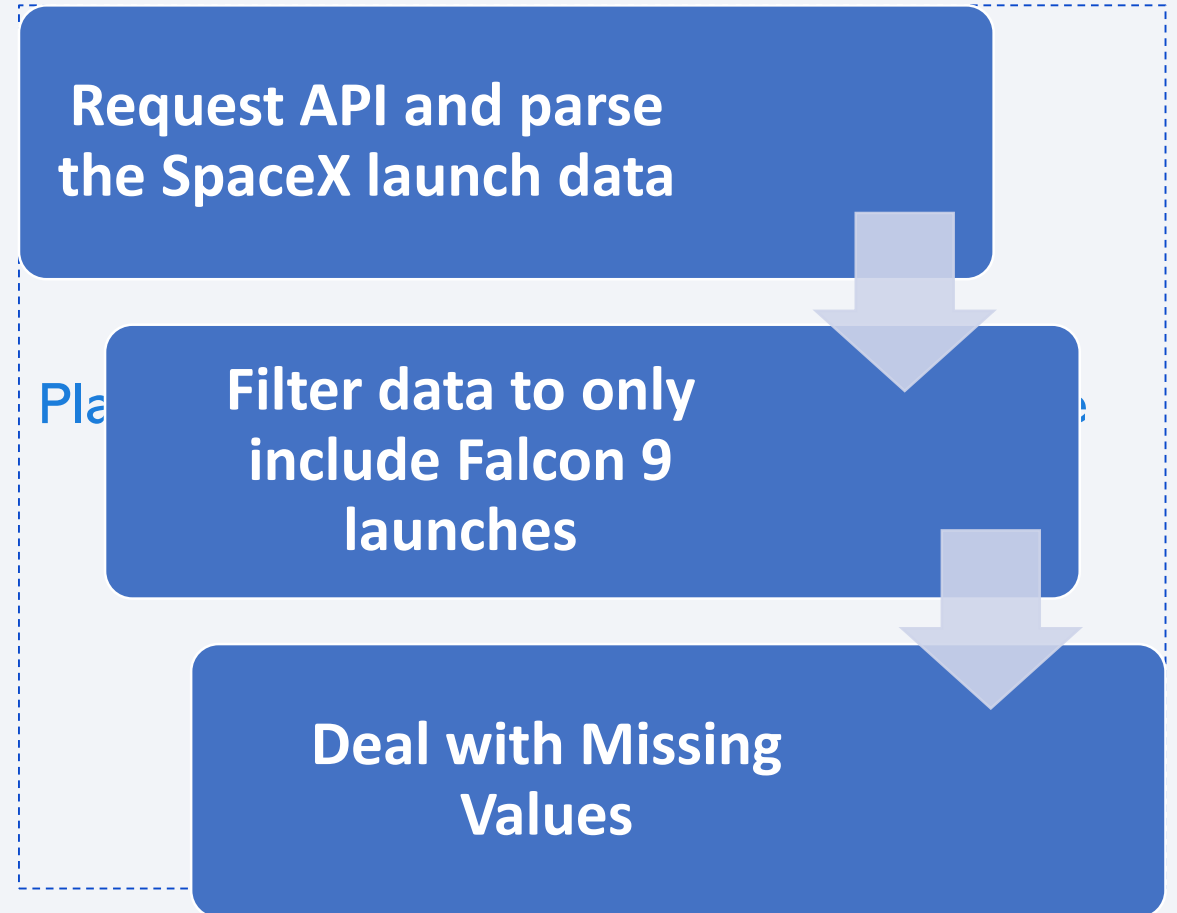 Request API and parse
the SpaceX launch data
Filter data to only
include Falcon 9
launches
Deal with Missing
Values